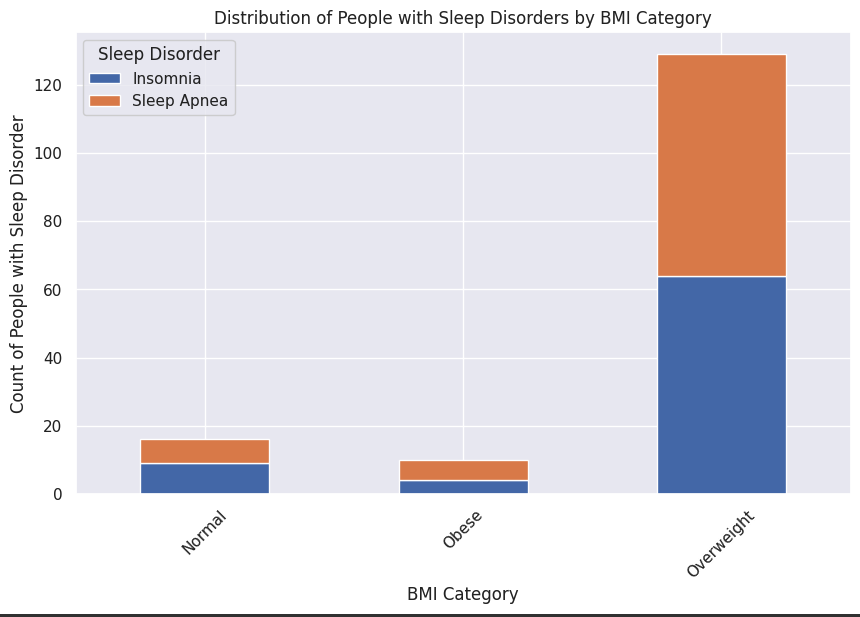 Distribution of People with Sleep Disorders by BMI Category
Sleep Disorder
Insomnia
Sleep Apnea
Count of People with Sleep Disorder
120
100
80
60
40
20
0
Normal
Obese
Overweight
BMI Category